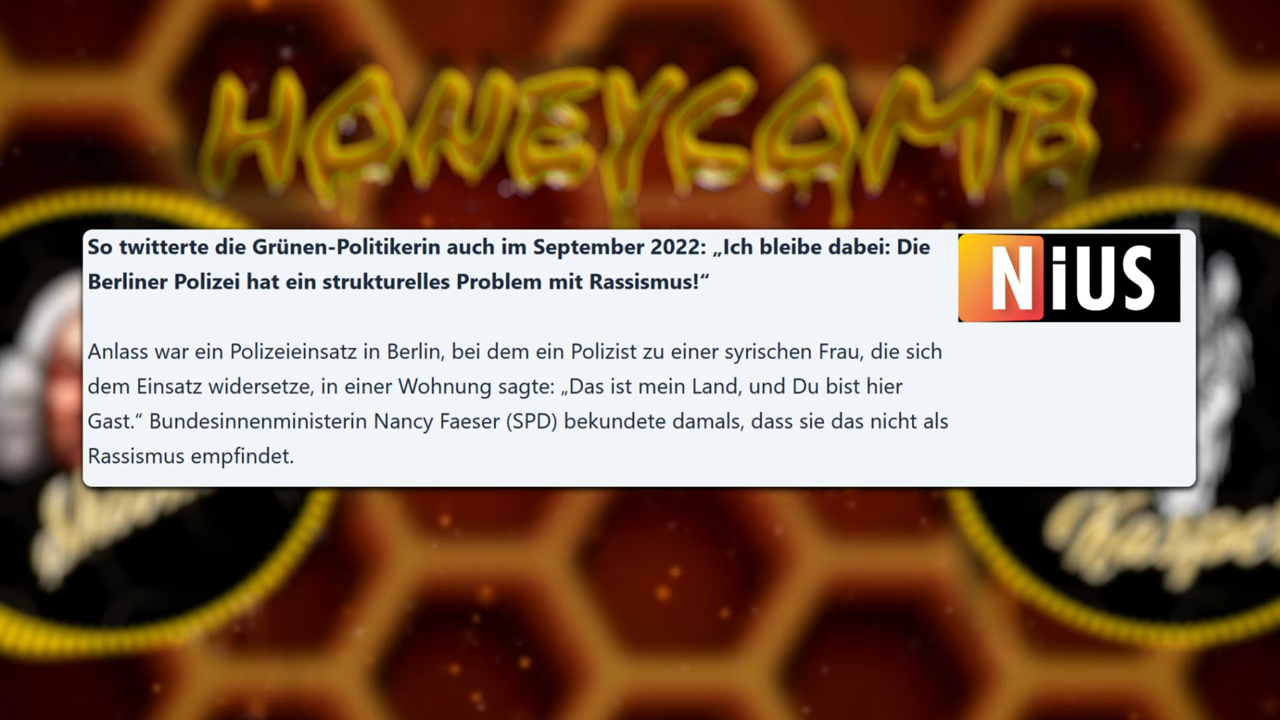 HONEYCOMB
So twitterte die Grünen-Politikerin auch im September 2022: „Ich bleibe dabei: Die
Berliner Polizei hat ein strukturelles Problem mit Rassismus!“
NiUS
Anlass war ein Polizeieinsatz in Berlin, bei dem ein Polizist zu einer syrischen Frau, die sich
dem Einsatz widersetze, in einer Wohnung sagte: „Das ist mein Land, und Du bist hier
Gast.“ Bundesinnenministerin Nancy Faeser (SPD) bekundete damals, dass sie das nicht als
Rassismus empfindet.